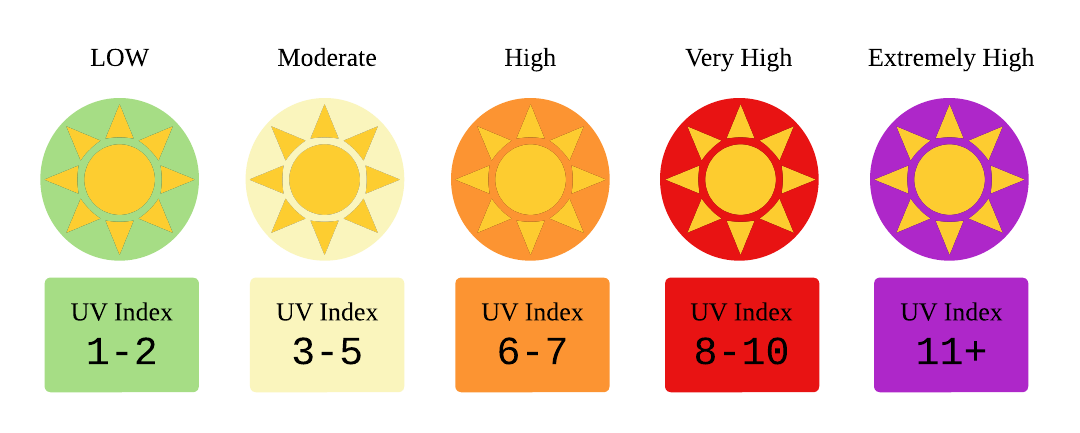 LOW
Moderate
High
Very High
Extremely High
UV Index
1-2
UV Index
3-5
UV Index
6-7
UV Index
8-10
UV Index
11+